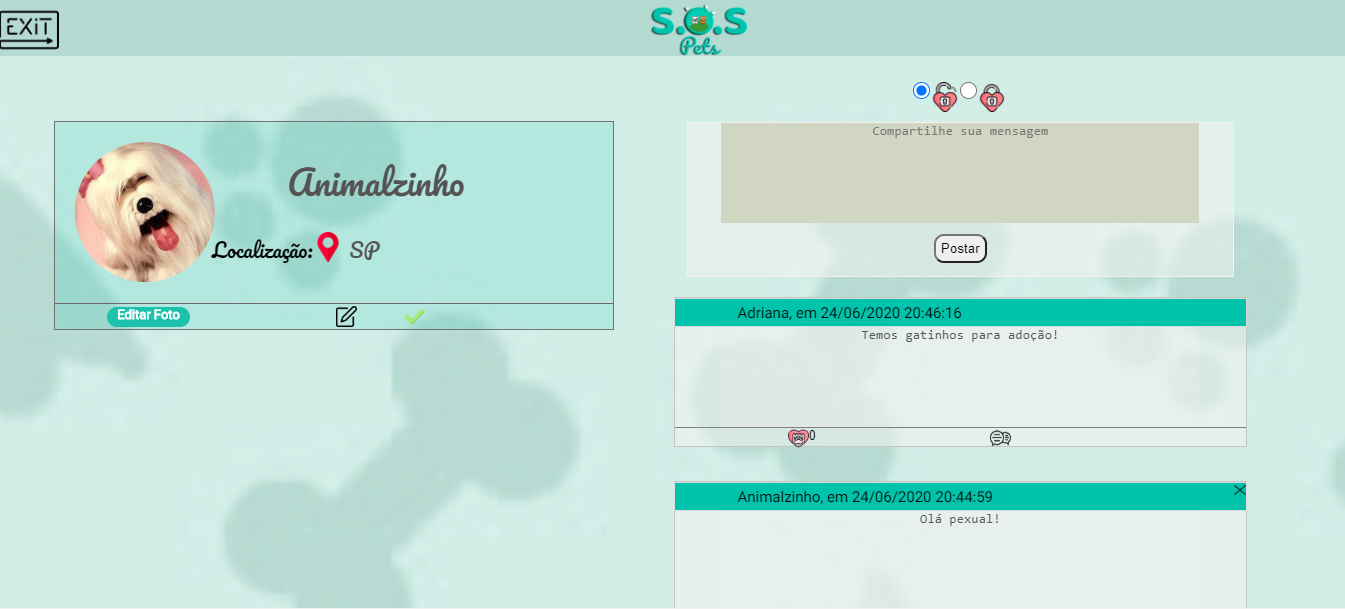 EXIT
S.O.S
Pets
Animalzinho
Localização: SP
Editar Foto
Compartilhe sua mensagem
Postar
Adriana, em 24/06/2020 20:46:16
Temos gatinhos para adoção!
0
Animalzinho, em 24/06/2020 20:44:59
Olá pexual!